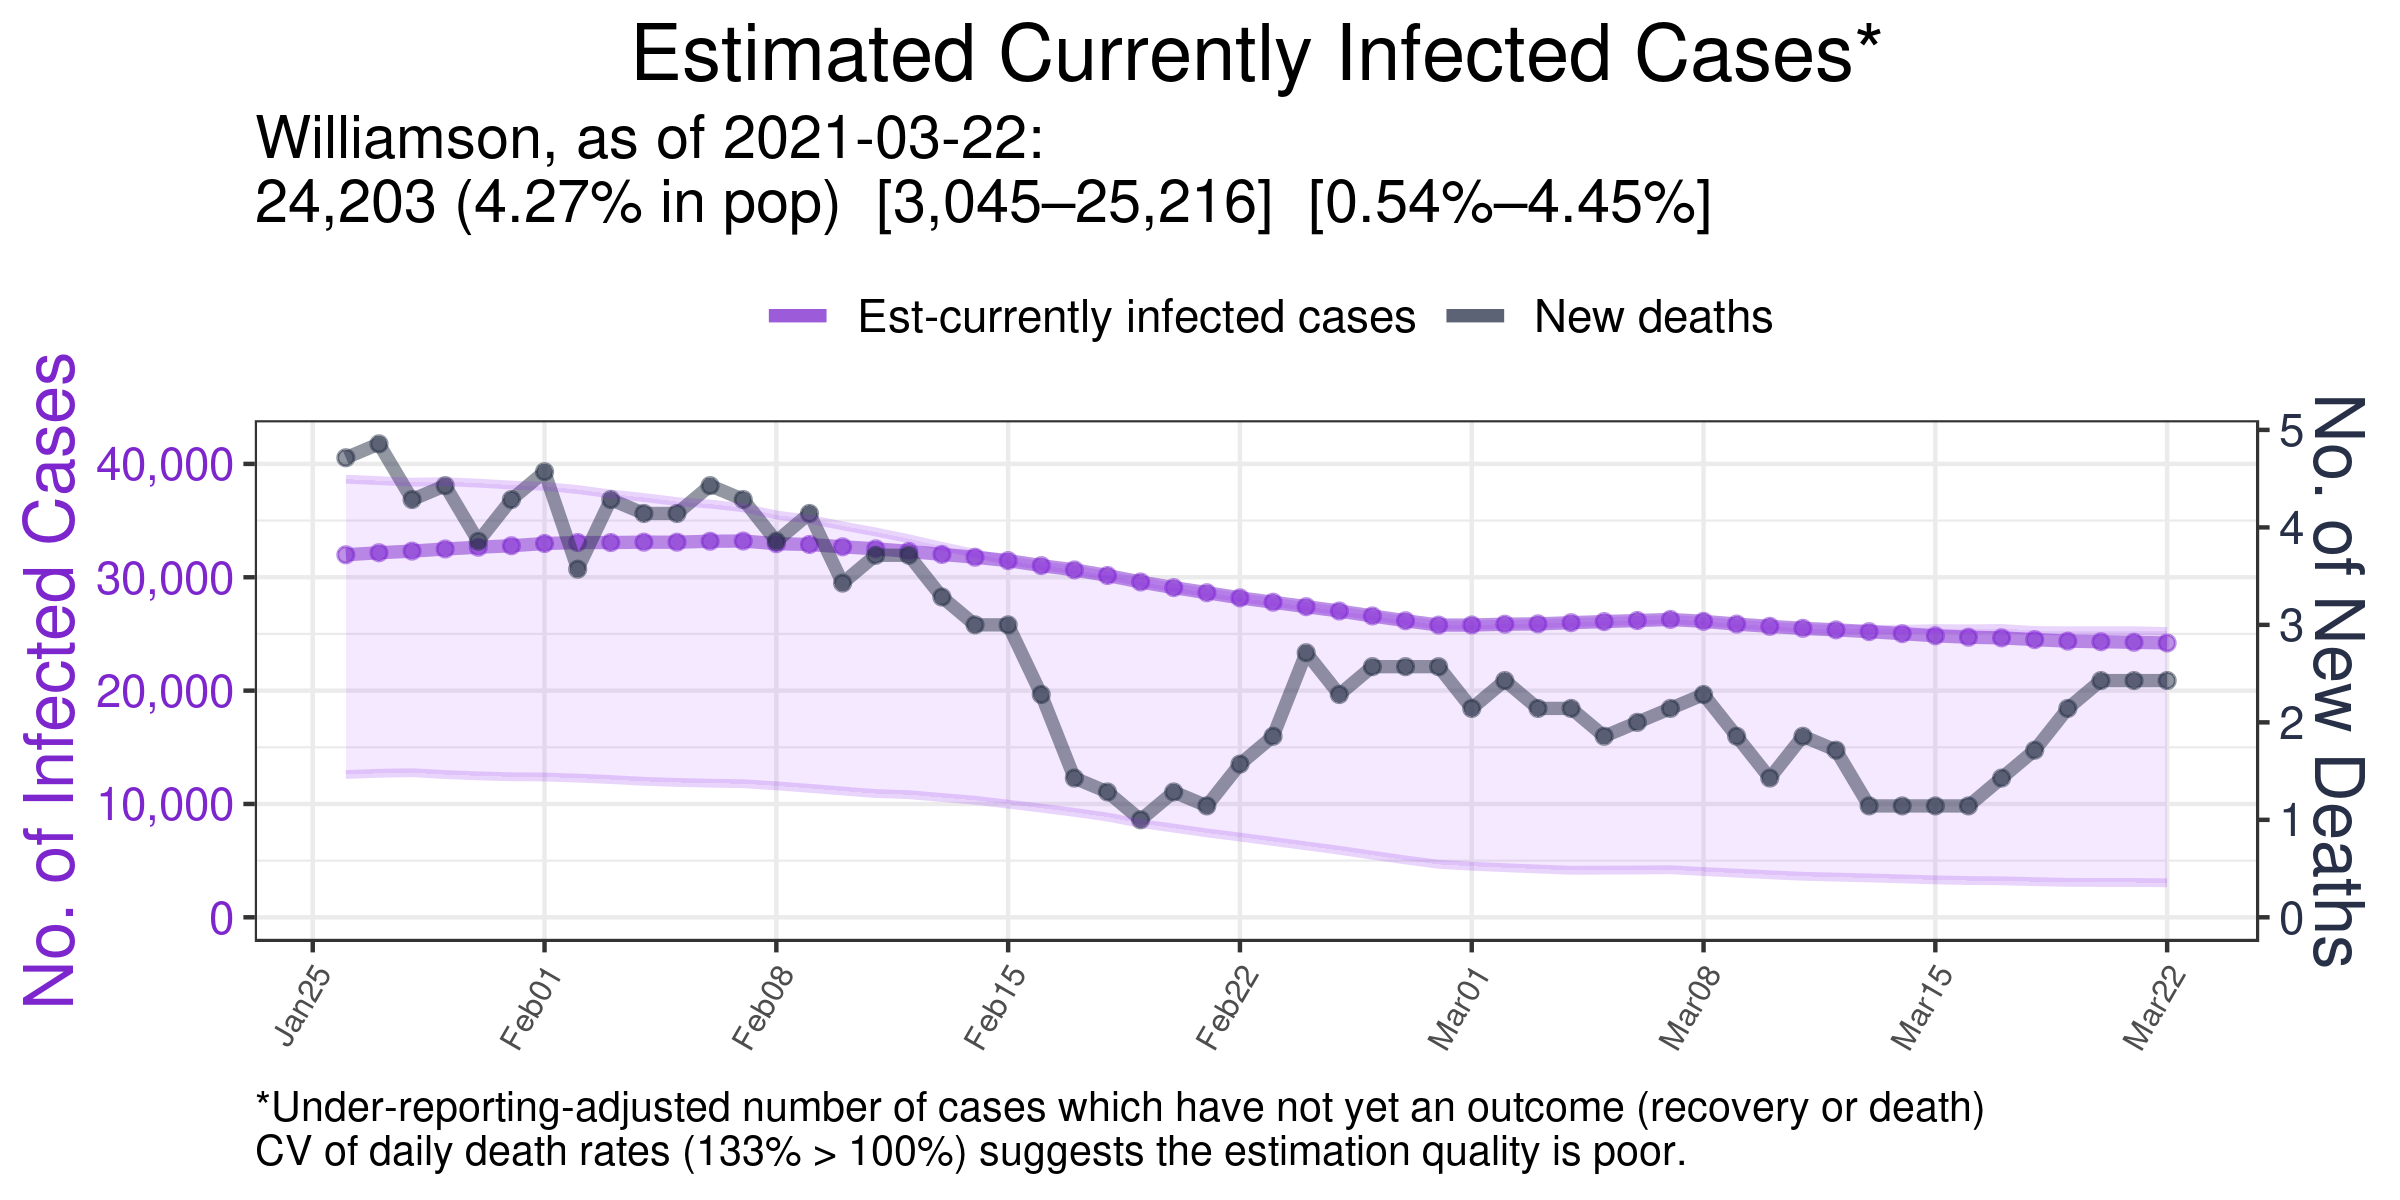 Estimated Currently Infected Cases*
Williamson, as of 2021-03-22:
24,203 (4.27% in pop)  [3,045–25,216]  [0.54%–4.45%]
Est-currently infected cases
New deaths
No. of Infected Cases
40,000
30,000
20,000
10,000
0
5
4
3
2
1
0
No. of New Deaths
Jan25
Feb01
Feb08
Feb15
Feb22
Mar01
Mar08
Mar15
Mar22
*Under-reporting-adjusted number of cases which have not yet an outcome (recovery or death)
CV of daily death rates (133% > 100%) suggests the estimation quality is poor.